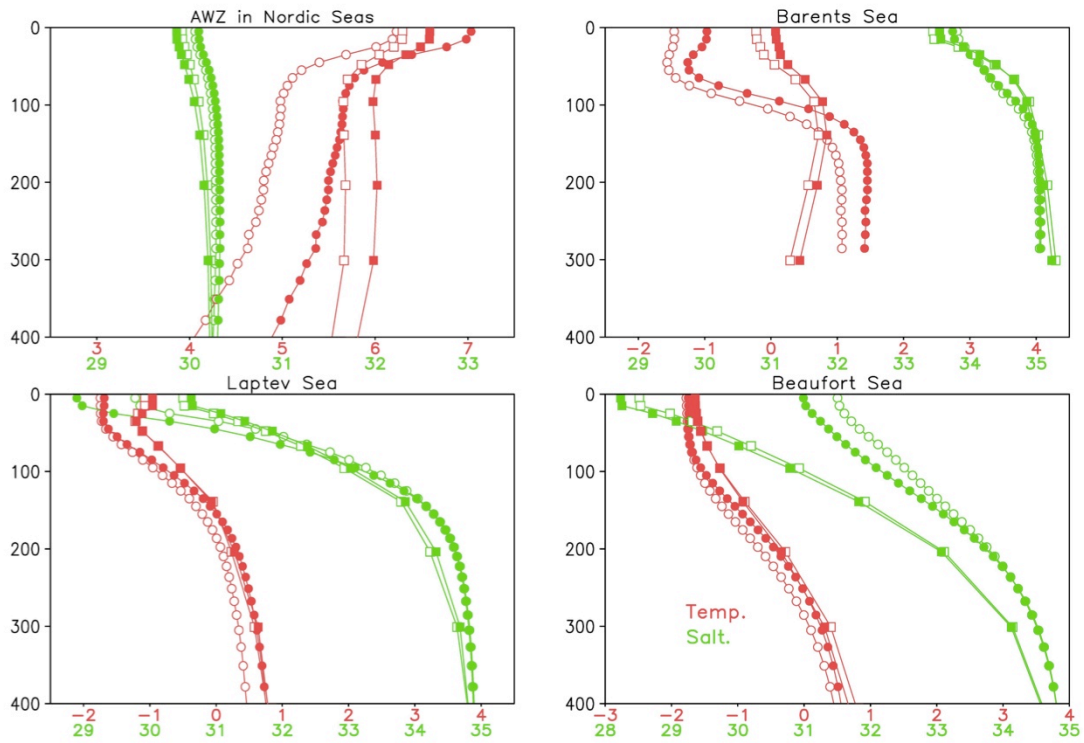 AWZ in Nordic Seas
Barents Sea
0
100
200
300
400
3 4 5 6 7
29 30 31 32 33
0
100
200
300
400
-2 -1 0 1 2 3 4
29 30 31 32 33 34 35
Laptev Sea
Beaufort Sea
0
100
200
300
400
-2 -1 0 1 2 3 4
29 30 31 32 33 34 35
0
100
200
300
400
Temp.
Salt.
-3 -2 -1 0 1 2 3 4
28 29 30 31 32 33 34 35